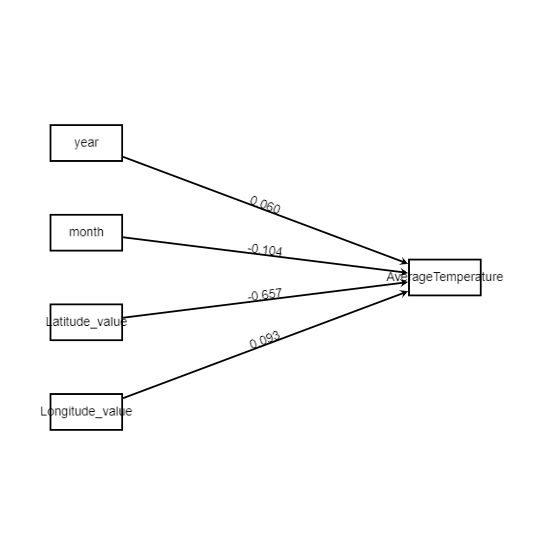 year
0.060
month
-0.104
AverageTemperature
-0.657
Latitude_value
0.093
Longitude_value